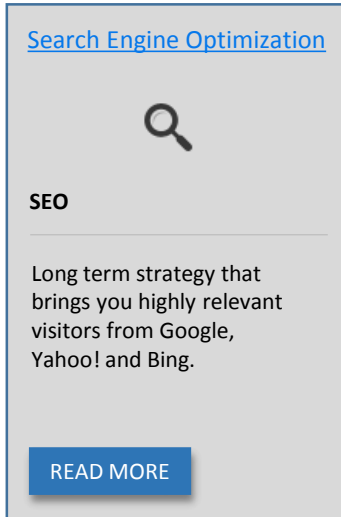 Search Engine Optimization
SEO
Long term strategy that
brings you highly relevant
visitors from Google,
Yahoo! and Bing.
READ MORE